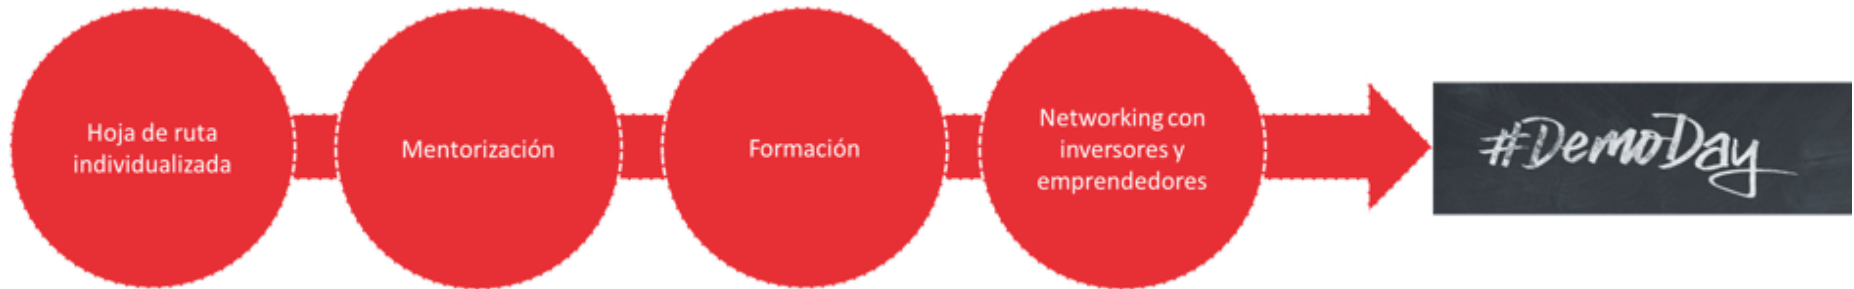 Hoja de ruta
individualizada
Mentorización
Formación
Networking con
inversores y
emprendedores
#DemoDay